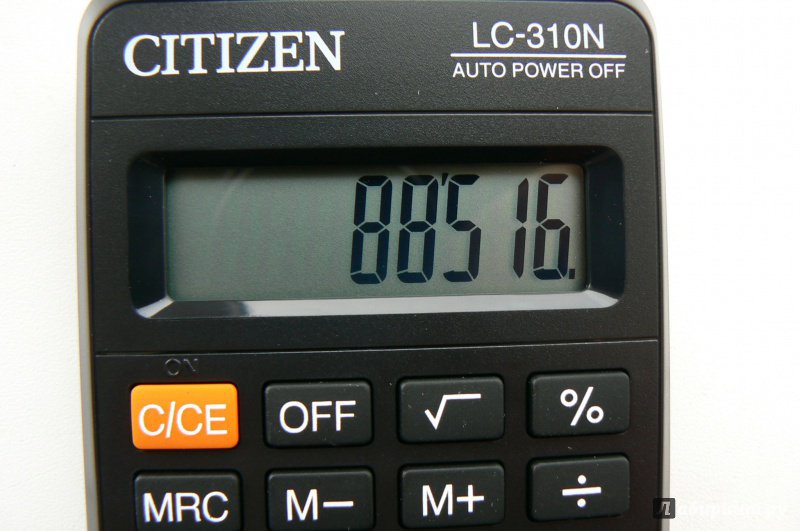 CITIZEN
LC-310N
AUTO POWER OFF
88'516.
ON
C/CE OFF √ %
MRC M− M+ ÷